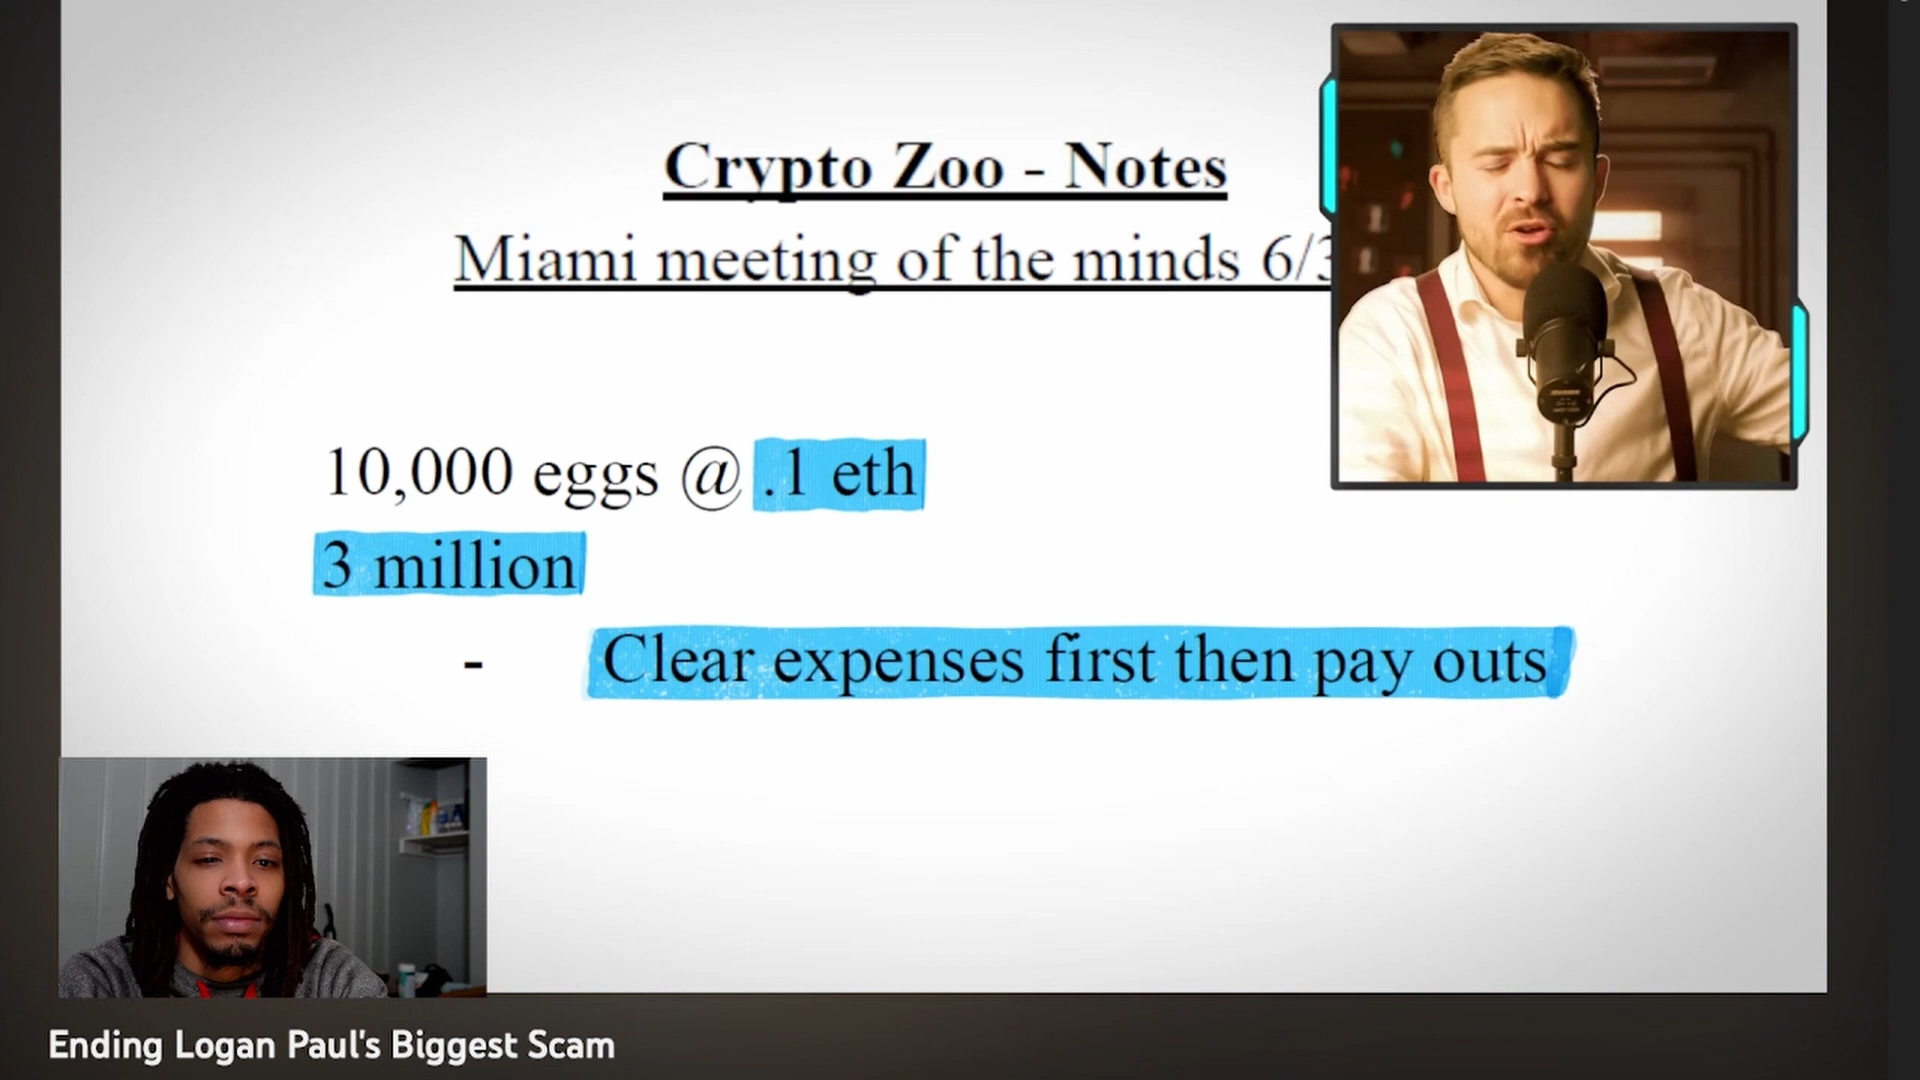 Crypto Zoo - Notes
Miami meeting of the minds 6/3
10,000 eggs @ .1 eth
3 million
- Clear expenses first then pay outs
Ending Logan Paul's Biggest Scam